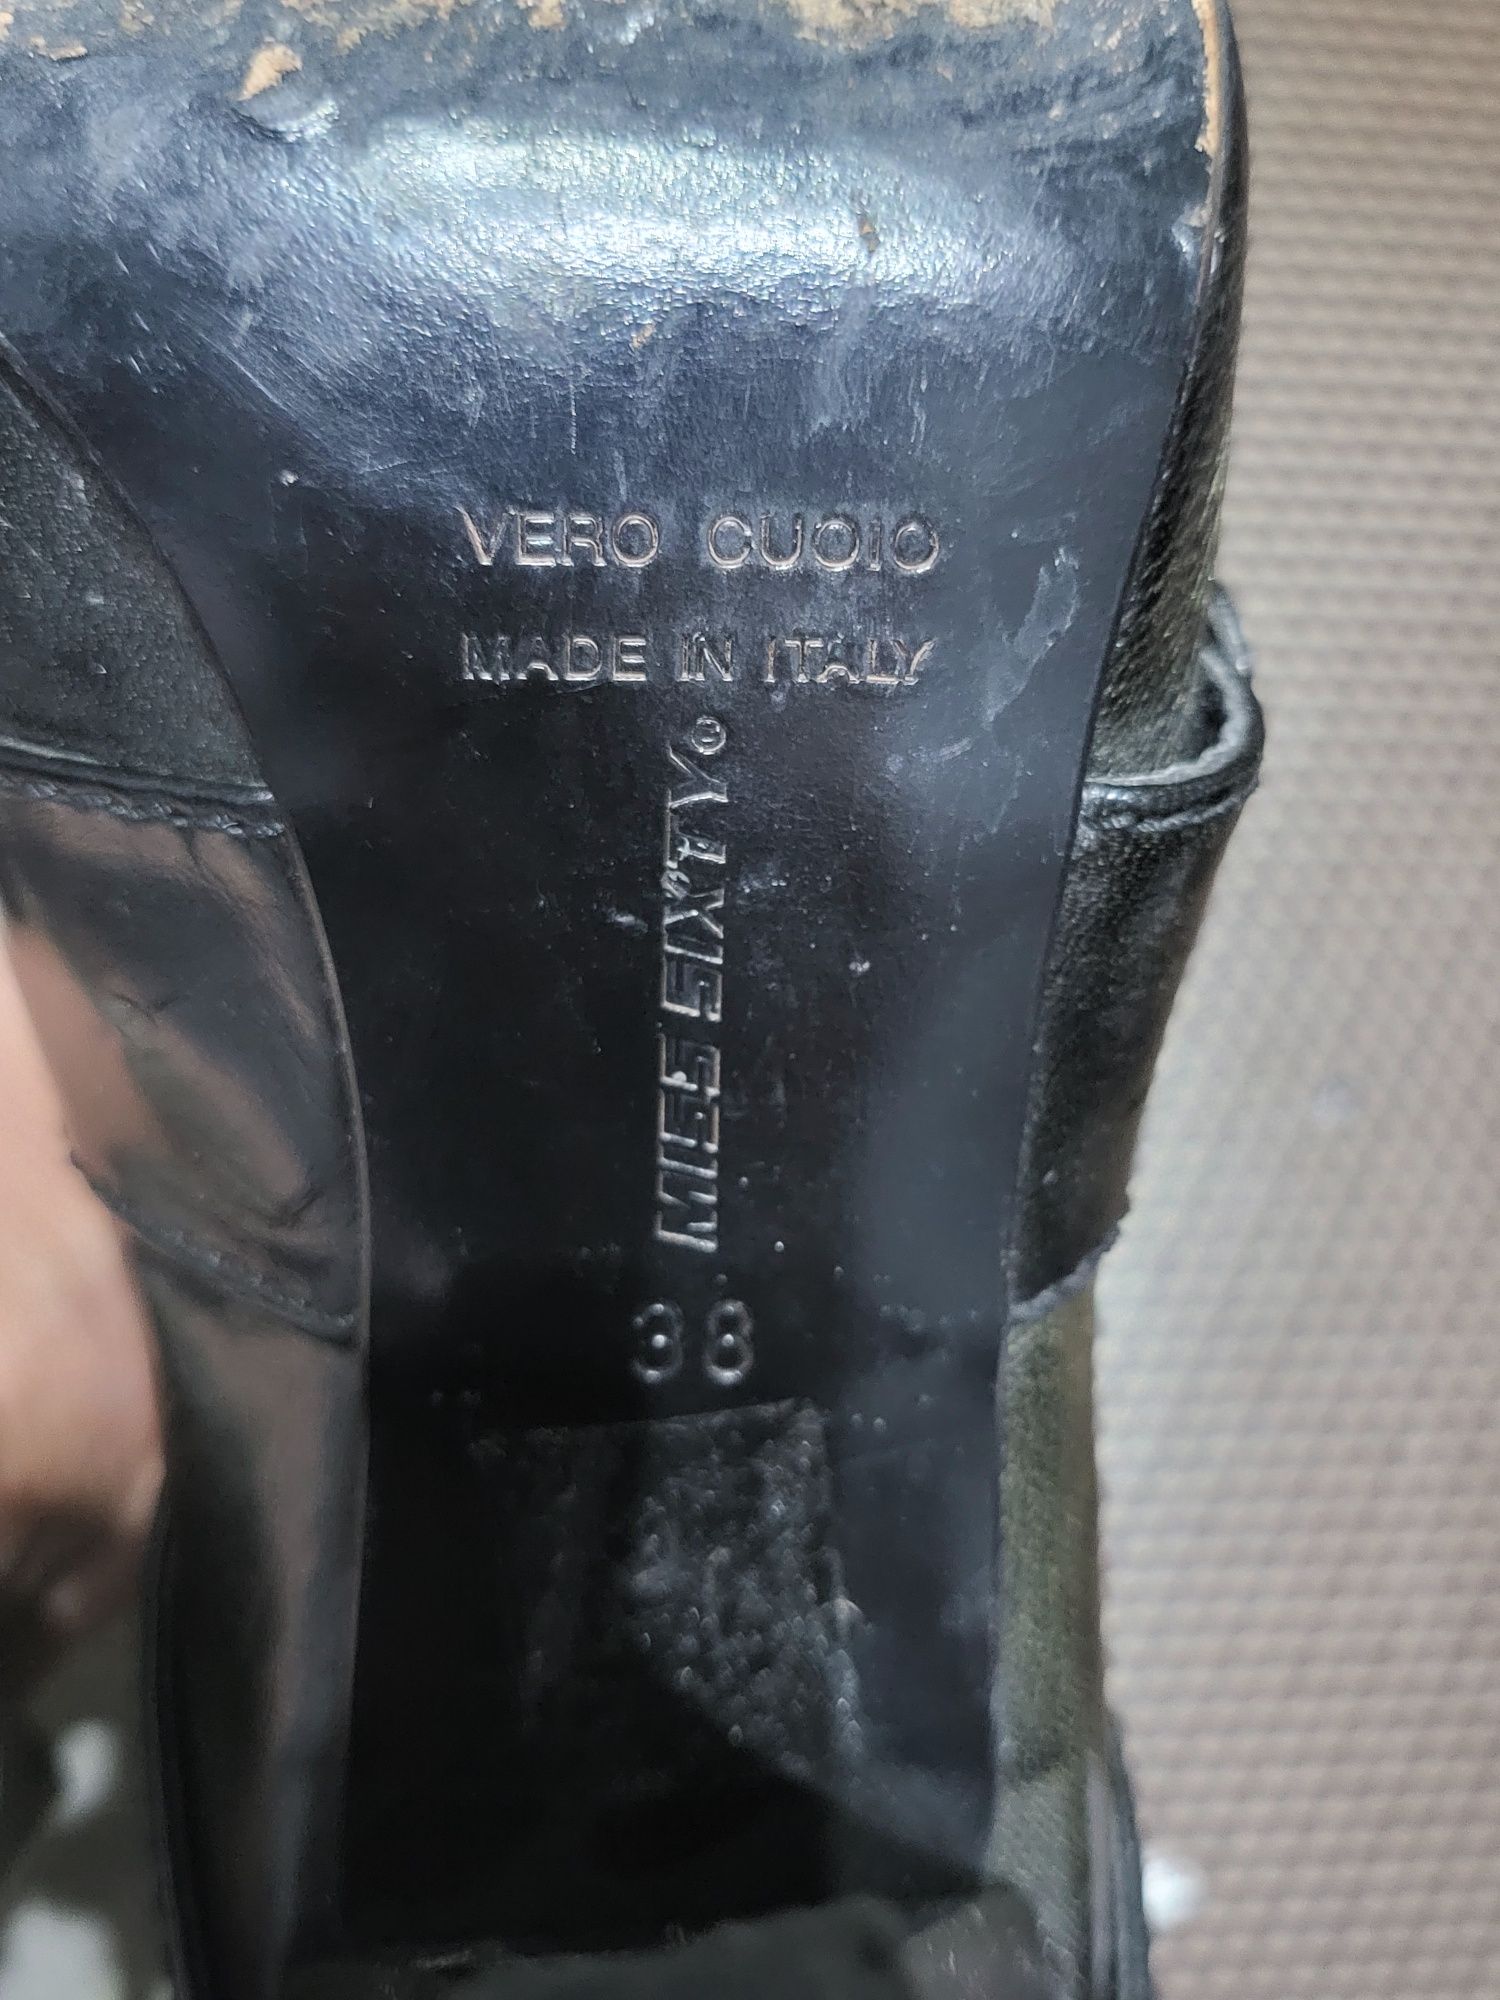 VERO CUOIO
MADE IN ITALY
MISS SIXTY®
38